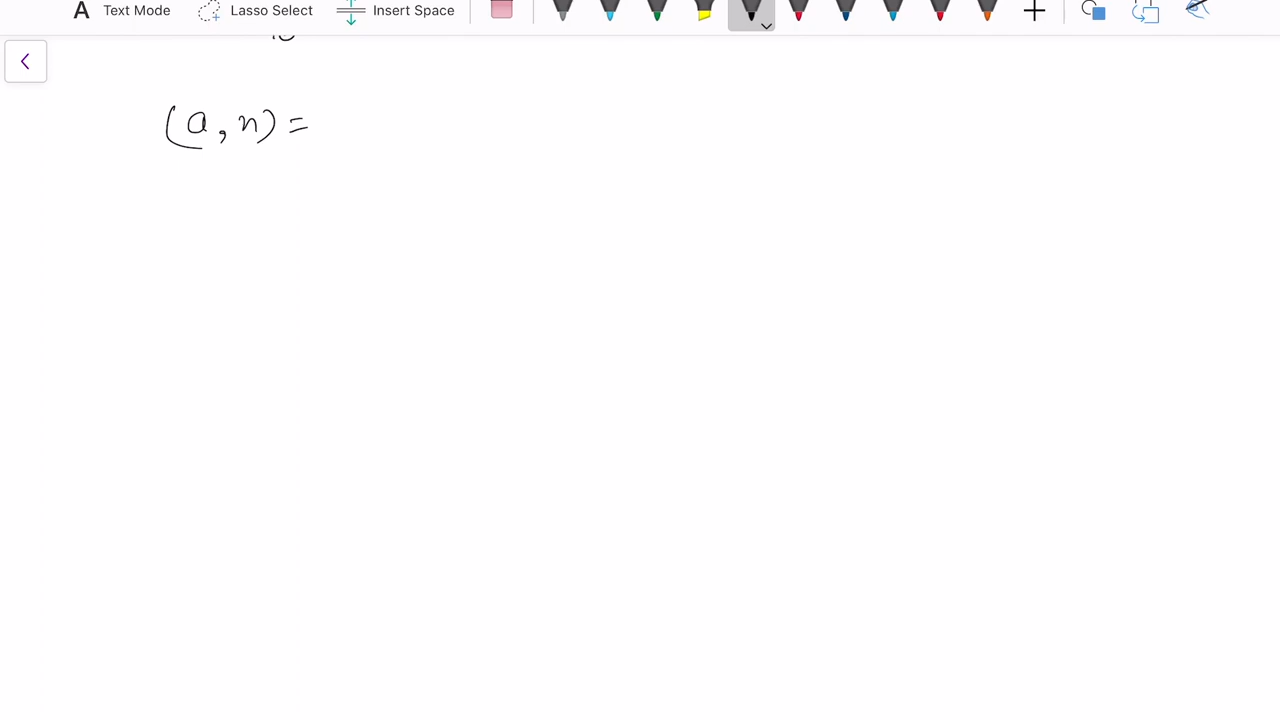 A Text Mode Lasso Select Insert Space
(a, n) =